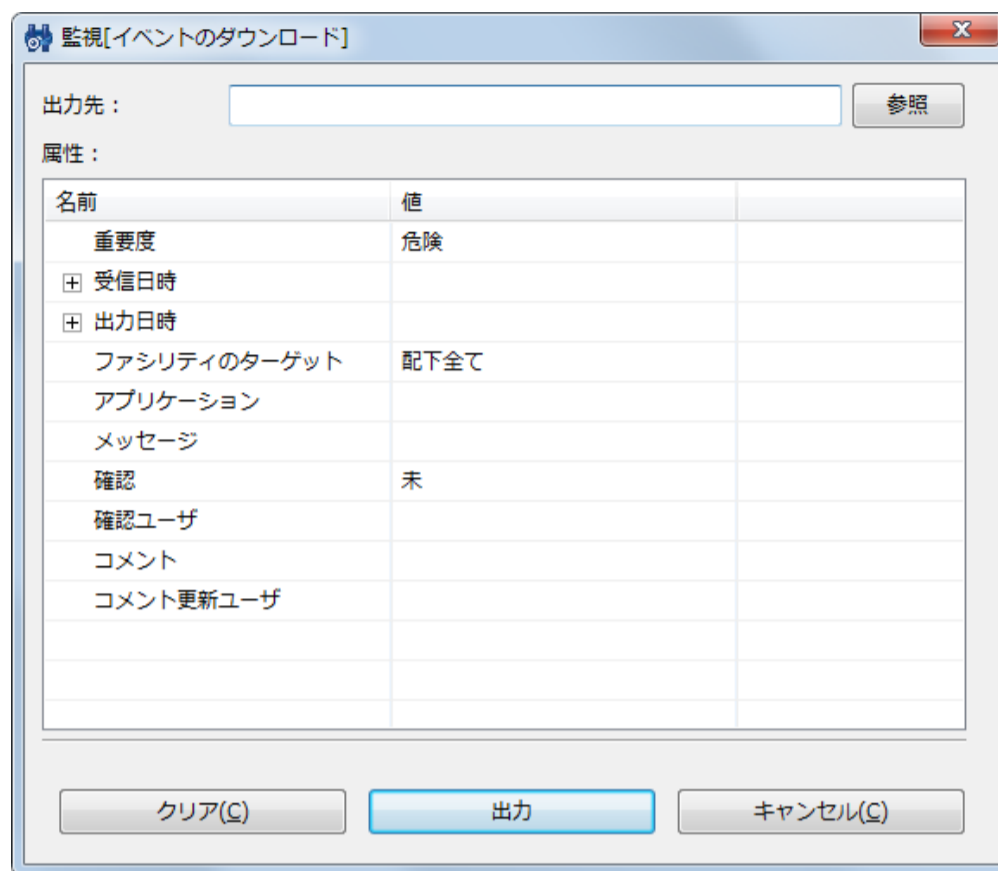 監視[イベントのダウンロード]
出力先： 参照
属性：
名前 値
重要度 危険
受信日時
出力日時
ファシリティのターゲット 配下全て
アプリケーション
メッセージ
確認 未
確認ユーザ
コメント
コメント更新ユーザ
クリア(C) 出力 キャンセル(C)